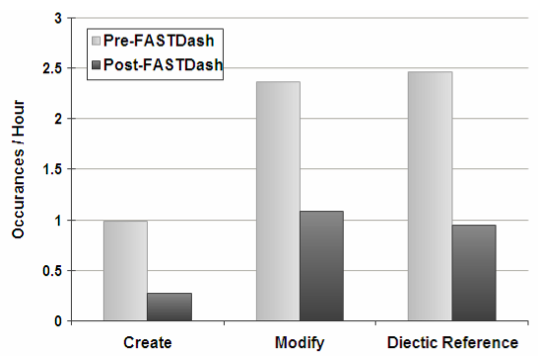 3
Pre-FASTDash
Post-FASTDash
2.5
2
1.5
1
0.5
0
Occurances / Hour
Create Modify Diectic Reference